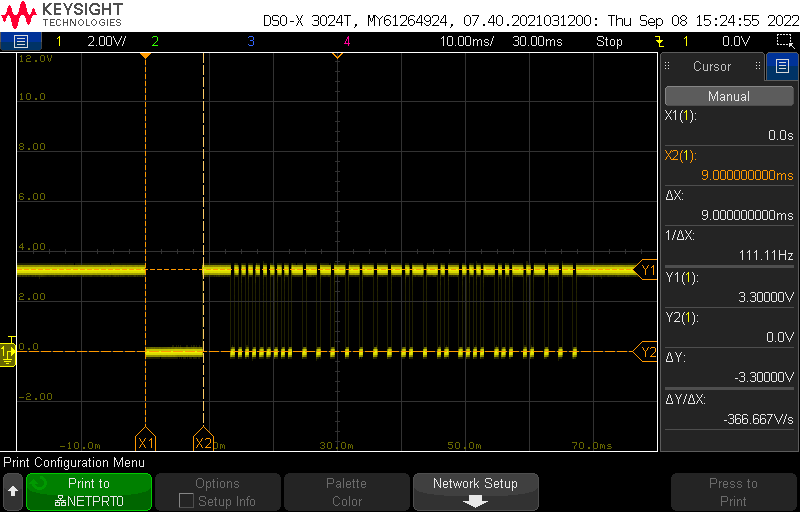 KEYSIGHT
TECHNOLOGIES
DSO-X 3024T, MY61264924, 07.40.2021031200: Thu Sep 08 15:24:55 2022
1 2.00V/ 2 3 4 10.00ms/ 30.00ms Stop 1 0.0V
12.0V
10.0
8.00
6.00
4.00
2.00
0.0
-2.00
T
1
Y1
Y2
-10.0m X1 X2 0m 30.0m 50.0m 70.0ms
Cursor
Manual
X1(1):
0.0s
X2(1):
9.000000000ms
ΔX:
9.000000000ms
1/ΔX:
111.11Hz
Y1(1):
3.30000V
Y2(1):
0.0V
ΔY:
-3.30000V
ΔY/ΔX:
-366.667V/s
Print Configuration Menu
Print to
NETPRT0
Options
Setup Info
Palette
Color
Network Setup
Press to
Print